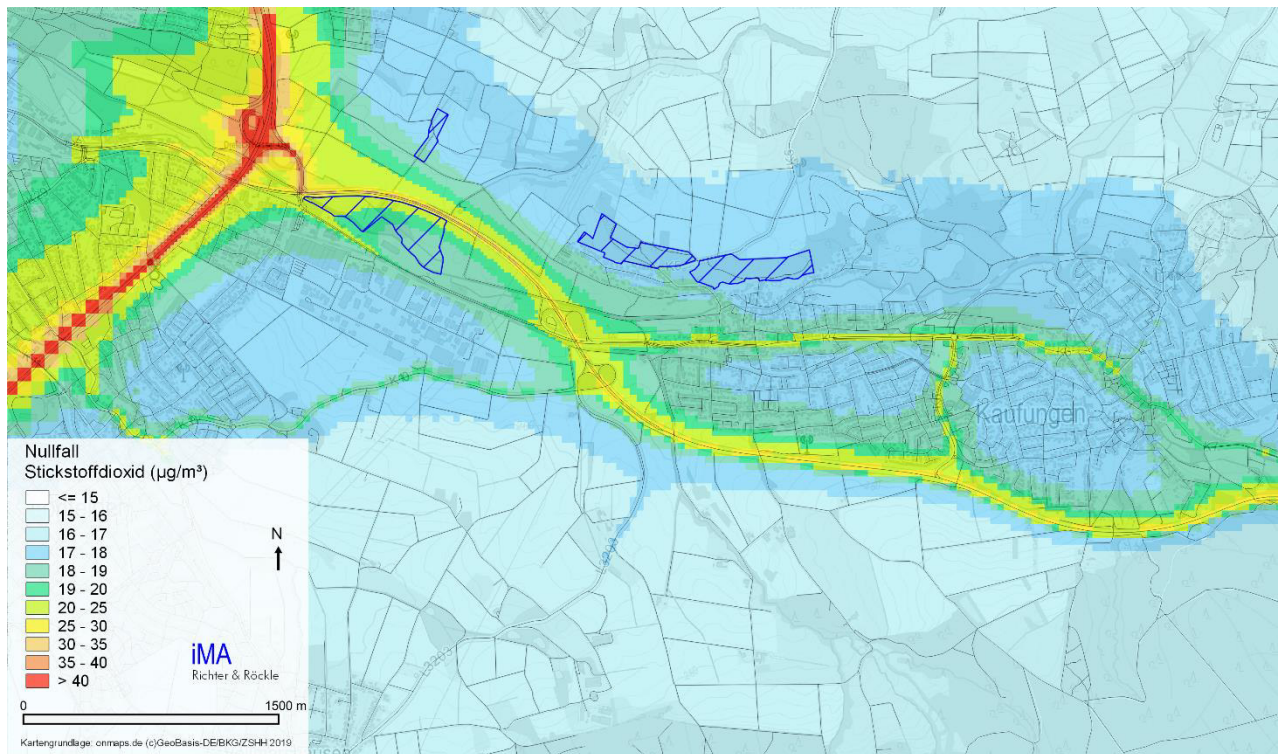 Kaufungen
Nullfall
Stickstoffdioxid (µg/m³)
<= 15
15 - 16
16 - 17
17 - 18
18 - 19
19 - 20
20 - 25
25 - 30
30 - 35
35 - 40
> 40
N
iMA
Richter & Röckle
0 1500 m
Kartengrundlage: onmaps.de (c)GeoBasis-DE/BKG/ZSHH 2019